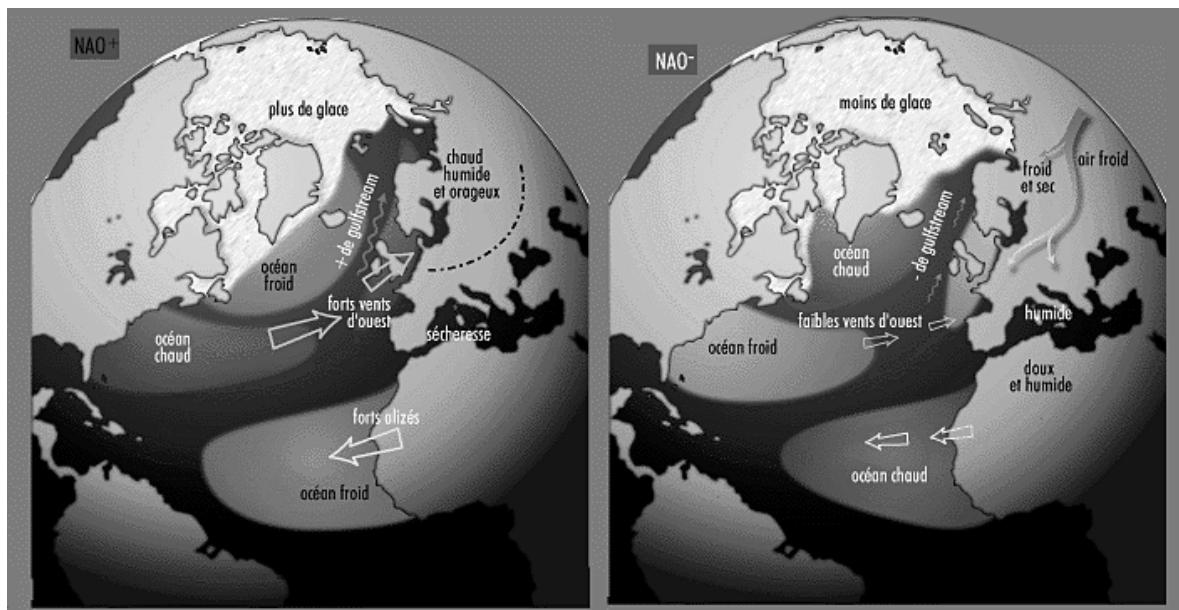 NAO+
plus de glace
chaud
humide
et orageux
+ de gulfstream
océan
froid
forts vents
d'ouest
océan
chaud
sécheresse
forts alizés
océan froid
NAO-
moins de glace
froid
et sec
air froid
- de gulfstream
océan
chaud
faibles vents d'ouest
humide
océan froid
doux
et humide
océan chaud